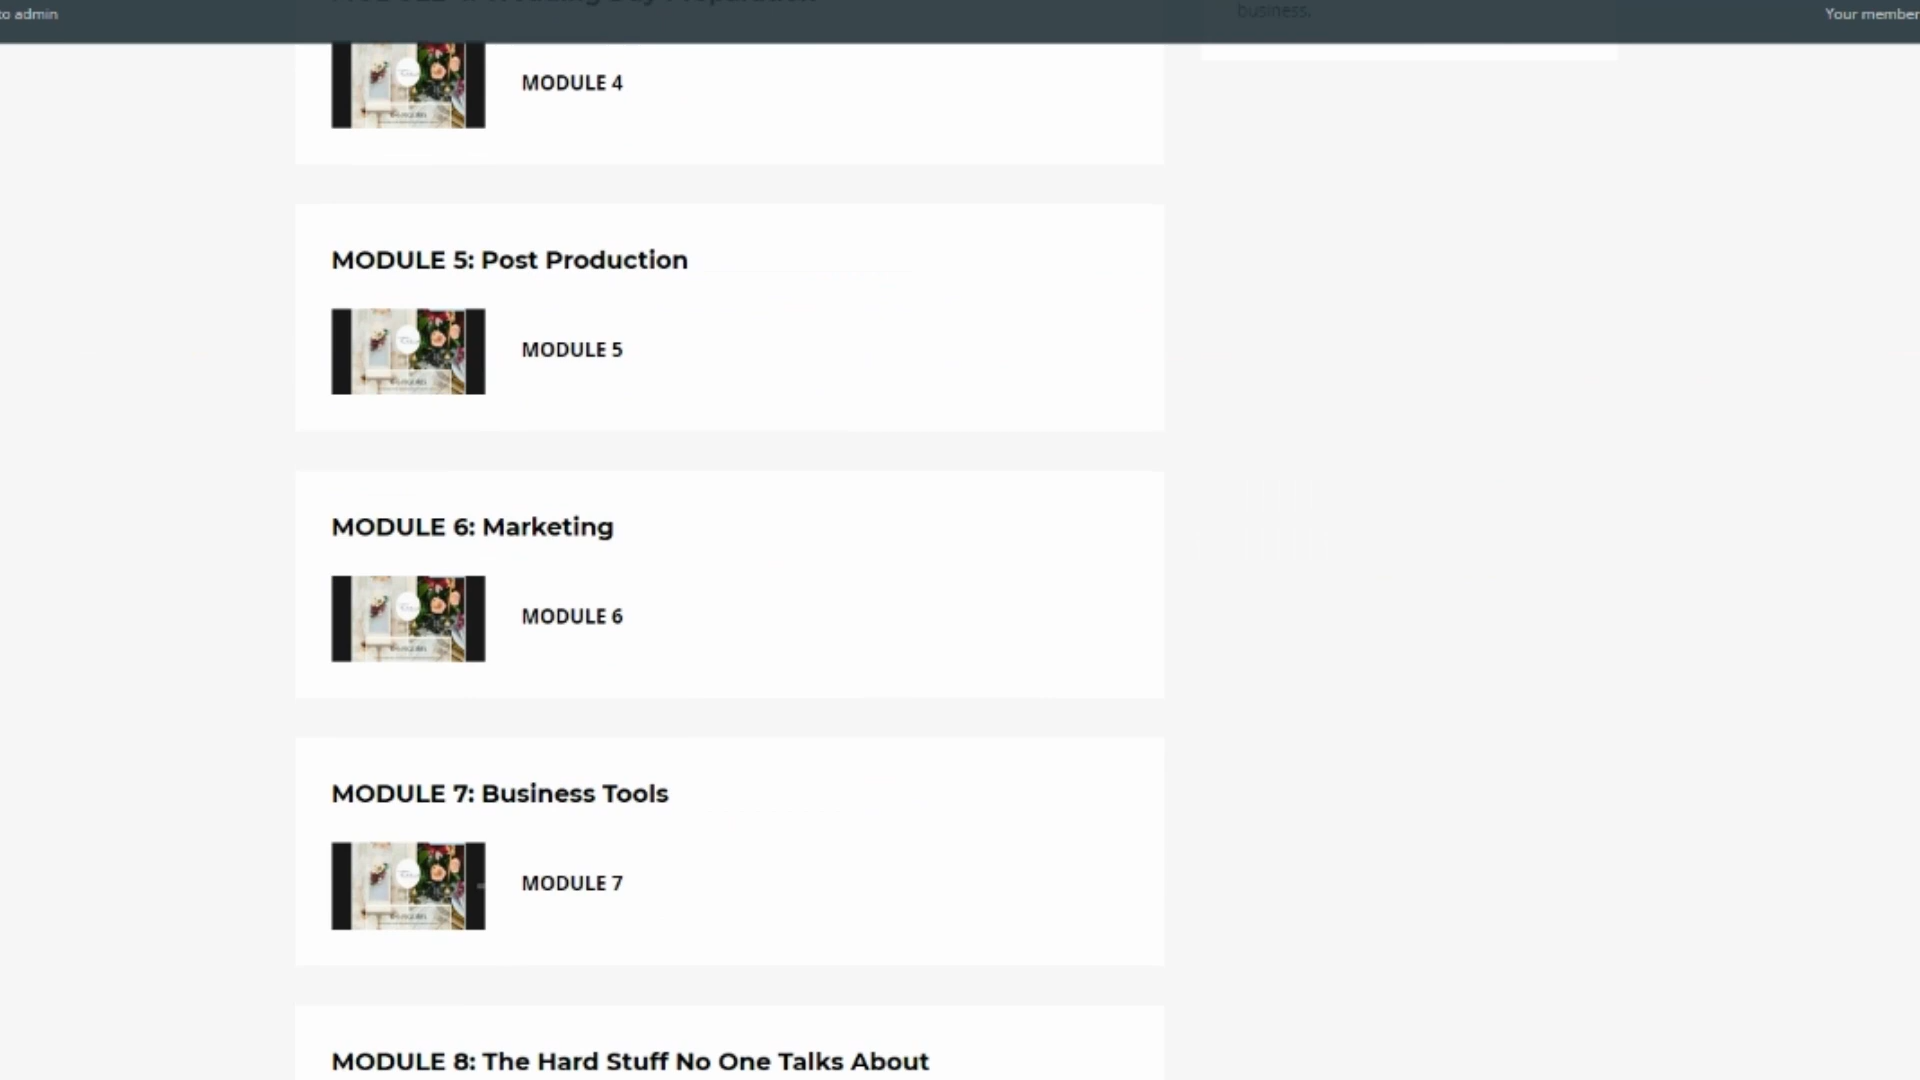 to admin
business.
Your member
MODULE 4
MODULE 5: Post Production
MODULE 5
MODULE 6: Marketing
MODULE 6
MODULE 7: Business Tools
MODULE 7
MODULE 8: The Hard Stuff No One Talks About